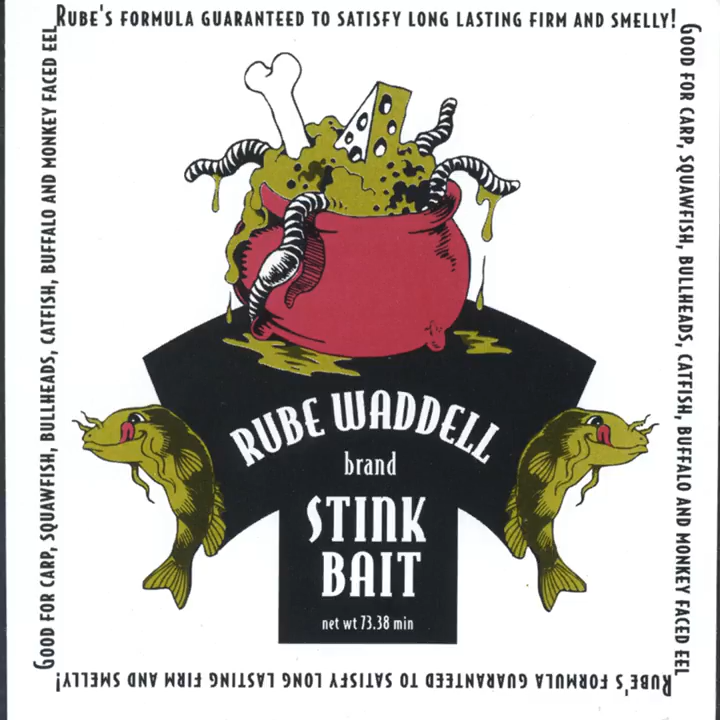 Rube's formula guaranteed to satisfy long lasting firm and smelly!
Good for carp, squawfish, bullheads, catfish, buffalo and monkey faced eel
Good for carp, squawfish, bullheads, catfish, buffalo and monkey faced eel
RUBE WADDELL
brand
STINK
BAIT
net wt 73.38 min
Rube's formula guaranteed to satisfy long lasting firm and smelly!